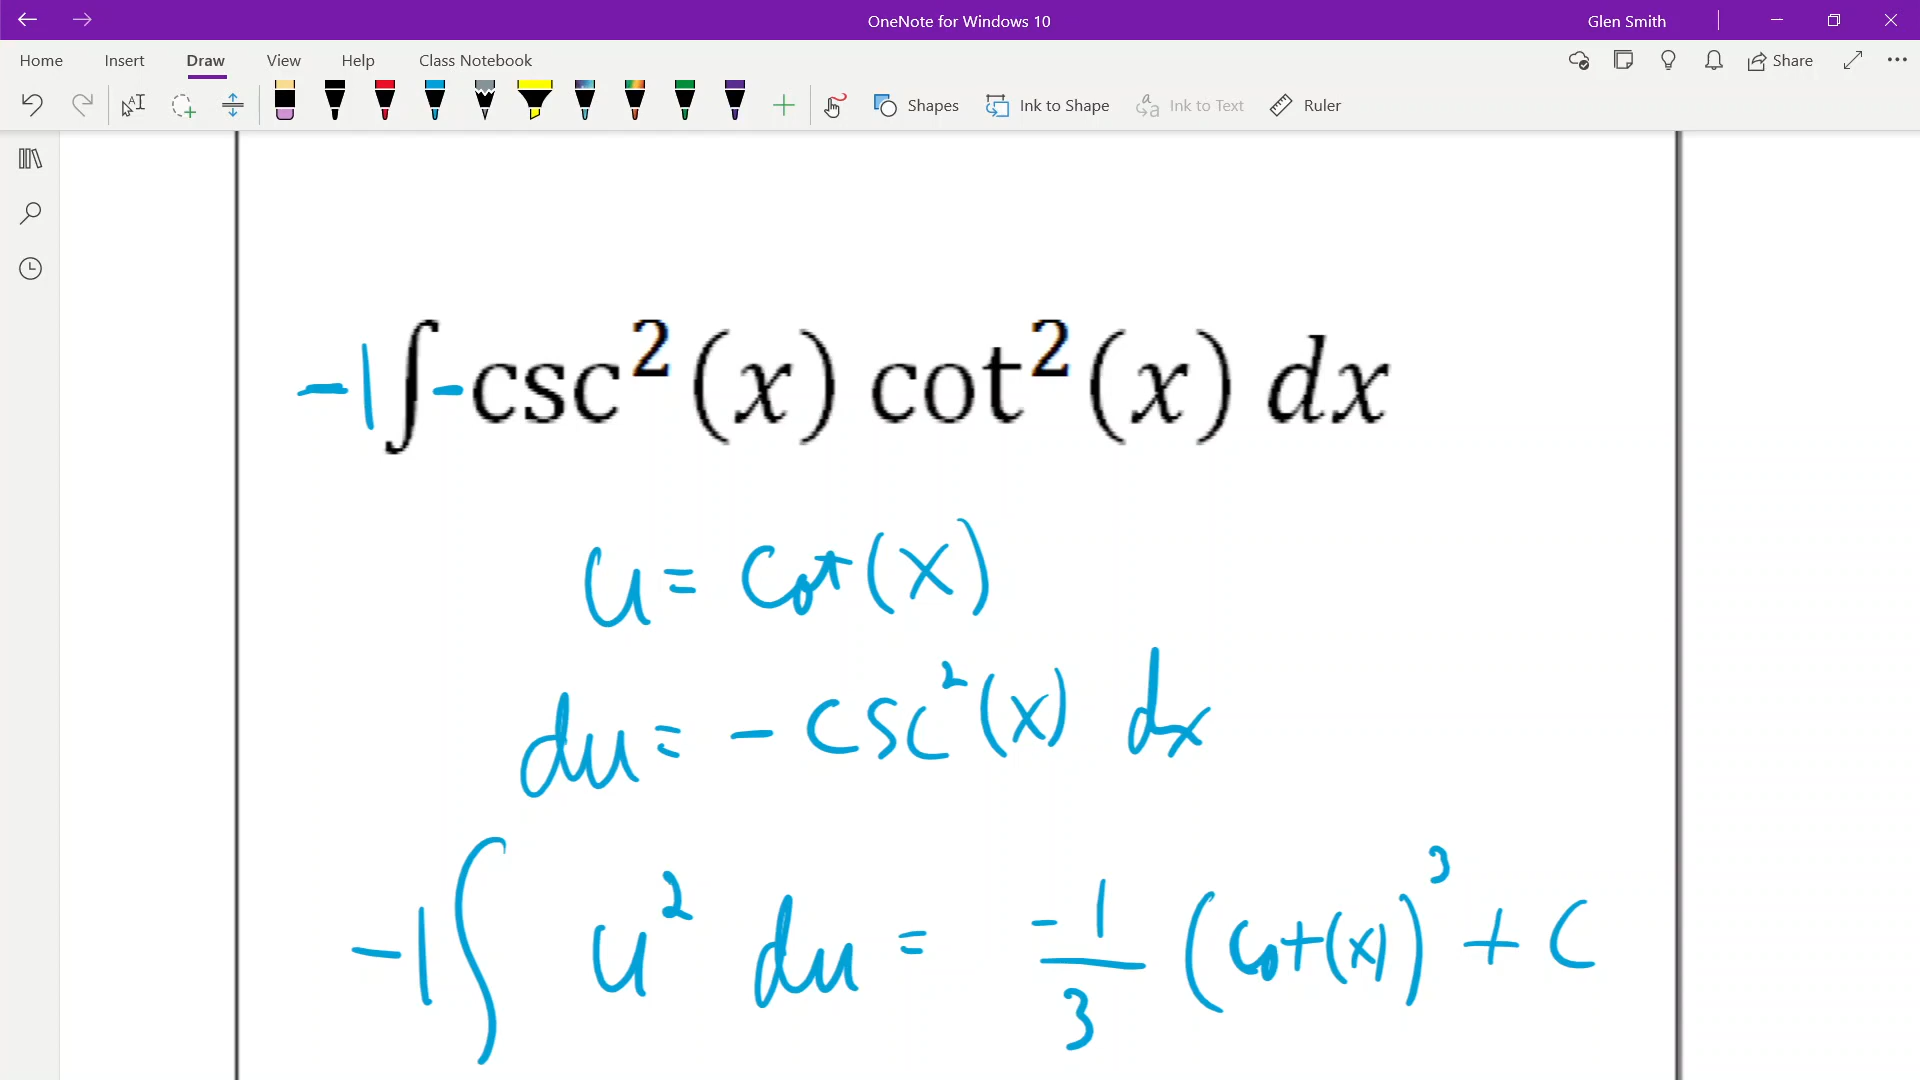 OneNote for Windows 10
Glen Smith
Home Insert Draw View Help Class Notebook Share
Shapes Ink to Shape Ink to Text Ruler
-1∫-csc²(x) cot²(x) dx
u = cot(x)
du = - csc²(x) dx
-1∫ u² du = -1/3 (cot(x))³ + C